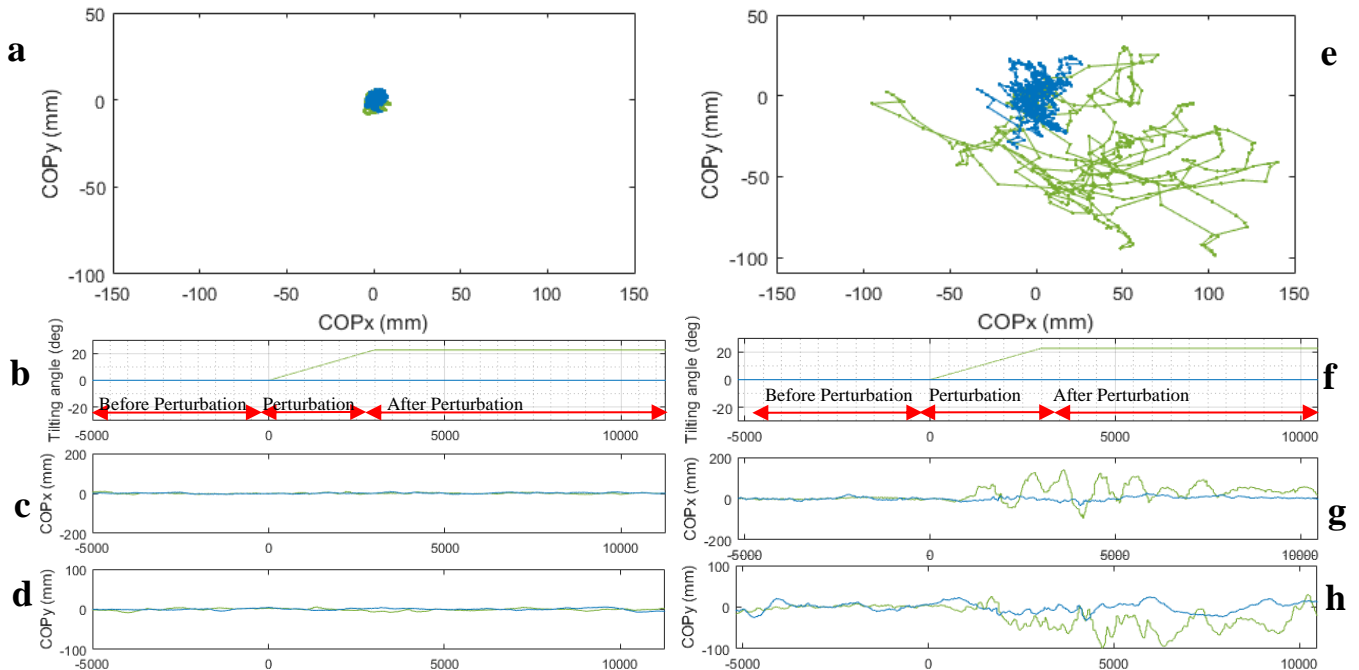 a
50
0
-50
-100
COPy (mm)
-150
-100
-50
0
50
100
150
COPx (mm)
b
Tilting angle (deg)
20
0
-20
Before Perturbation
Perturbation
After Perturbation
-5000
0
5000
10000
c
COPx (mm)
200
0
-200
-5000
0
5000
10000
d
COPy (mm)
100
0
-100
-5000
0
5000
10000
e
50
0
-50
-100
COPy (mm)
-150
-100
-50
0
50
100
150
COPx (mm)
f
Tilting angle (deg)
20
0
-20
Before Perturbation
Perturbation
After Perturbation
-5000
0
5000
10000
g
COPx (mm)
200
0
-200
-5000
0
5000
10000
h
COPy (mm)
100
0
-100
-5000
0
5000
10000